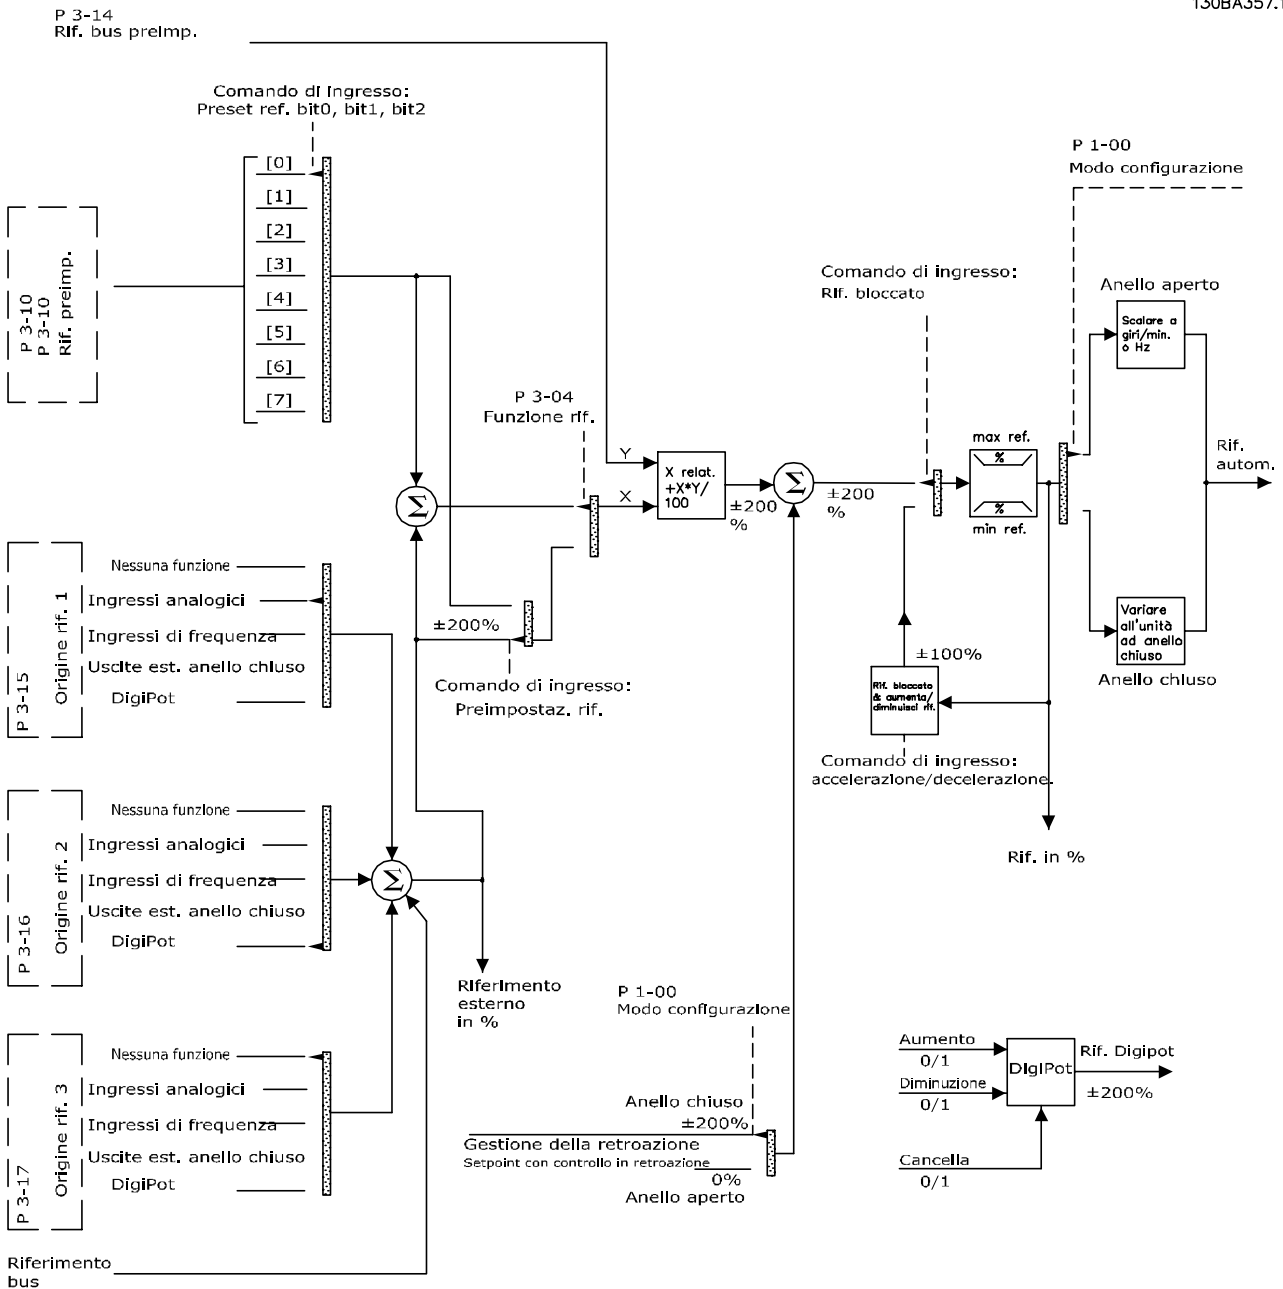 130BA357.1
P 3-14
Rif. bus preimp.
Comando di ingresso:
Preset ref. bit0, bit1, bit2
[0]
[1]
[2]
[3]
[4]
[5]
[6]
[7]
P 3-10
P 3-10
Rif. preimp.
P 1-00
Modo configurazione
Comando di ingresso:
Rif. bloccato
Anello aperto
Scalare a
giri/min.
o Hz
P 3-04
Funzione rif.
Y
X
X relat.
+X*Y/
100
±200
%
Σ
±200
%
max ref.
%
%
min ref.
Rif.
autom.
Σ
P 3-15
Origine rif. 1
Nessuna funzione
Ingressi analogici
Ingressi di frequenza
Uscite est. anello chiuso
DigiPot
±200%
Comando di ingresso:
Preimpostaz. rif.
±100%
Rif. bloccato
& aumenta/
diminuisci rif.
Comando di ingresso:
accelerazione/decelerazione.
Variare
all'unità
ad anello
chiuso
Anello chiuso
Rif. in %
P 3-16
Origine rif. 2
Nessuna funzione
Ingressi analogici
Ingressi di frequenza
Uscite est. anello chiuso
DigiPot
Σ
Riferimento
esterno
in %
P 1-00
Modo configurazione
Anello chiuso
±200%
Gestione della retroazione
Setpoint con controllo in retroazione
0%
Anello aperto
P 3-17
Origine rif. 3
Nessuna funzione
Ingressi analogici
Ingressi di frequenza
Uscite est. anello chiuso
DigiPot
Riferimento
bus
Aumento
0/1
Diminuzione
0/1
Cancella
0/1
DigiPot
Rif. Digipot
±200%